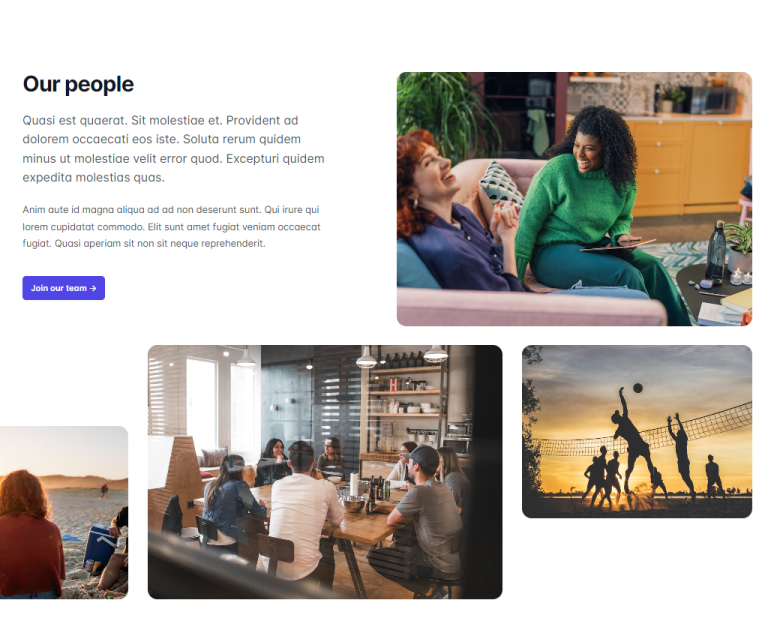 Our people
Quasi est quaerat. Sit molestiae et. Provident ad
dolorem occaecati eos iste. Soluta rerum quidem
minus ut molestiae velit error quod. Excepturi quidem
expedita molestias quas.
Anim aute id magna aliqua ad ad non deserunt sunt. Qui irure qui
lorem cupidatat commodo. Elit sunt amet fugiat veniam occaecat
fugiat. Quasi aperiam sit non sit neque reprehenderit.
Join our team →